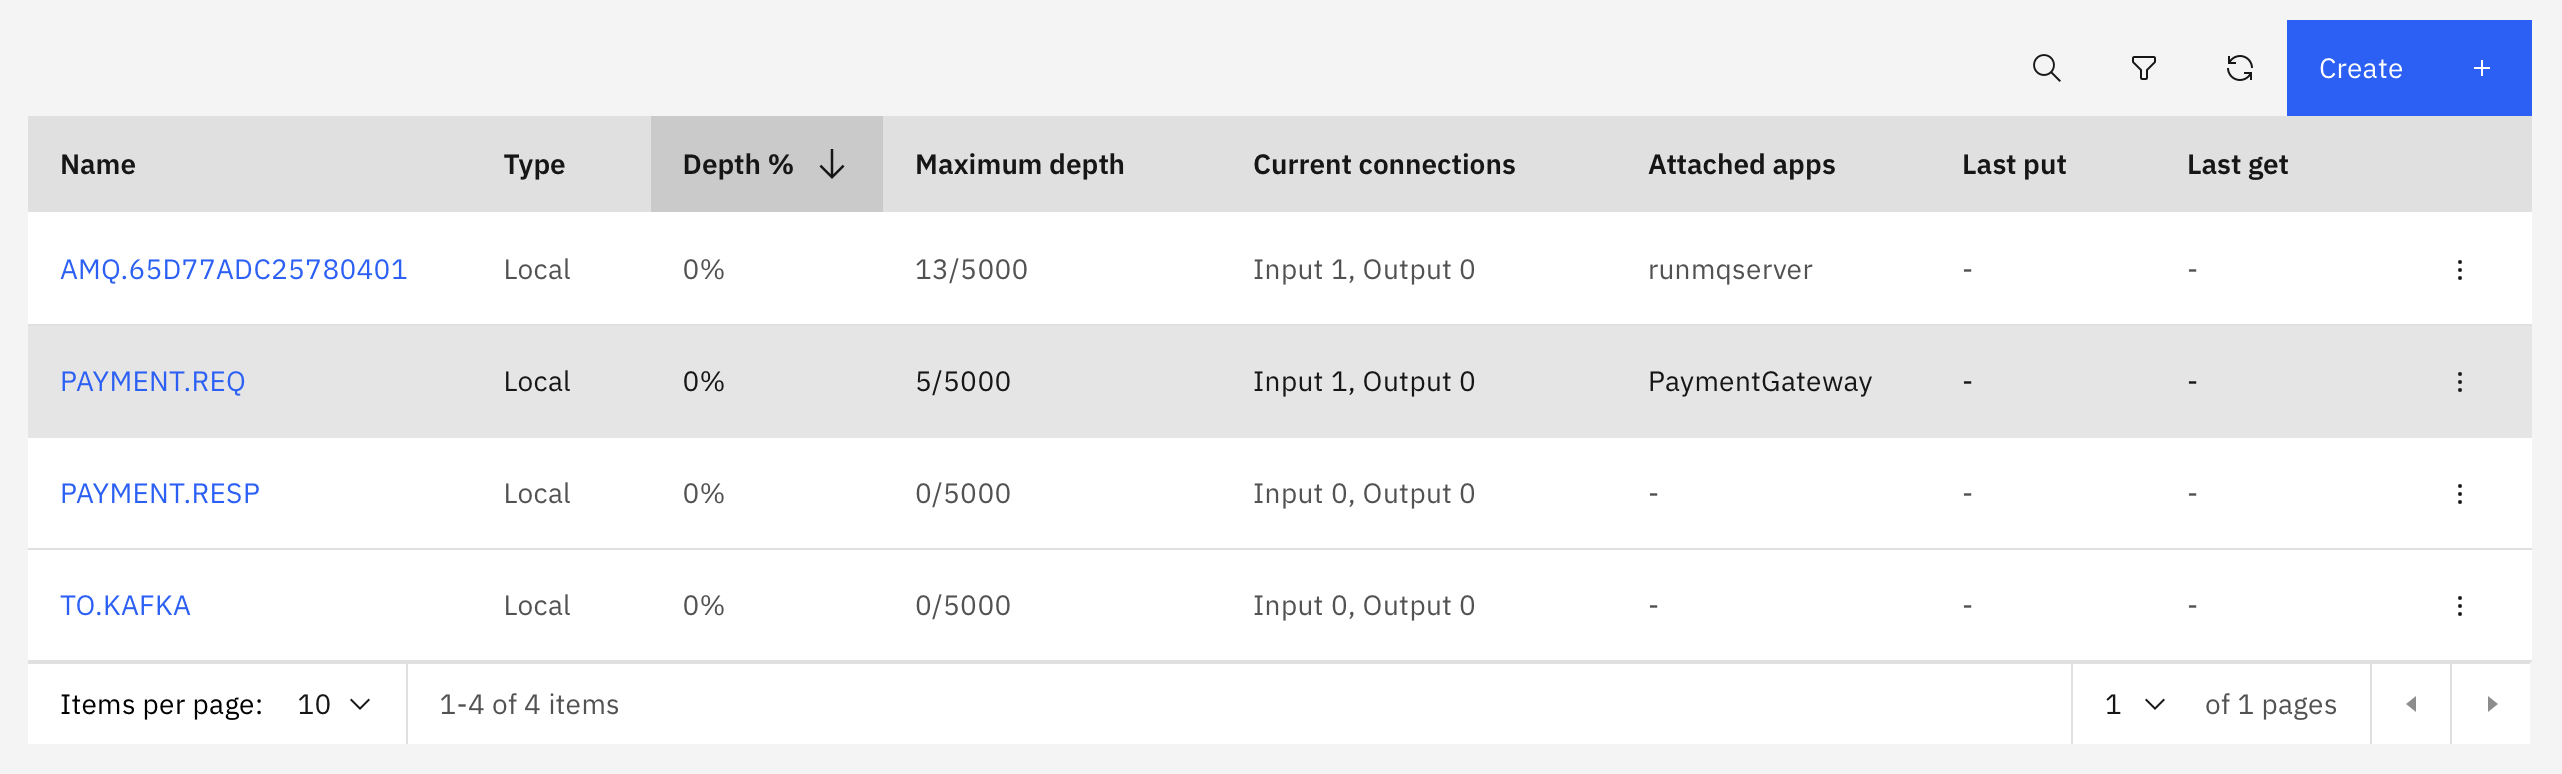 Create +
Name Type Depth % Maximum depth Current connections Attached apps Last put Last get
AMQ.65D77ADC25780401 Local 0% 13/5000 Input 1, Output 0 runmqserver - -
PAYMENT.REQ Local 0% 5/5000 Input 1, Output 0 PaymentGateway - -
PAYMENT.RESP Local 0% 0/5000 Input 0, Output 0 - - -
TO.KAFKA Local 0% 0/5000 Input 0, Output 0 - - -
Items per page: 10 1-4 of 4 items 1 of 1 pages